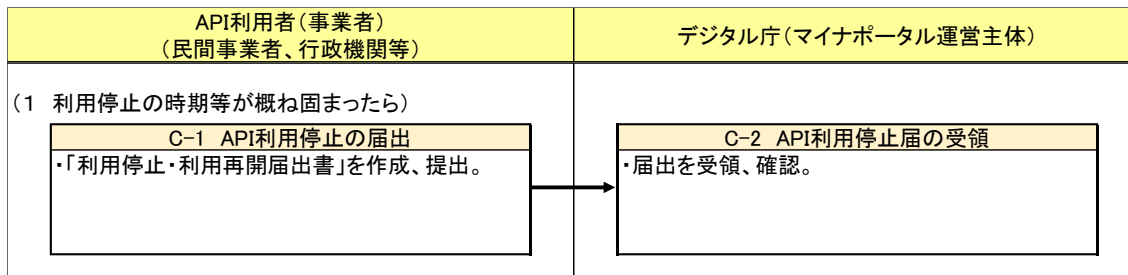 API利用者（事業者）
（民間事業者、行政機関等）
デジタル庁（マイナポータル運営主体）
（１　利用停止の時期等が概ね固まったら）
C-1　API利用停止の届出
・「利用停止・利用再開届出書」を作成、提出。
C-2　API利用停止届の受領
・届出を受領、確認。